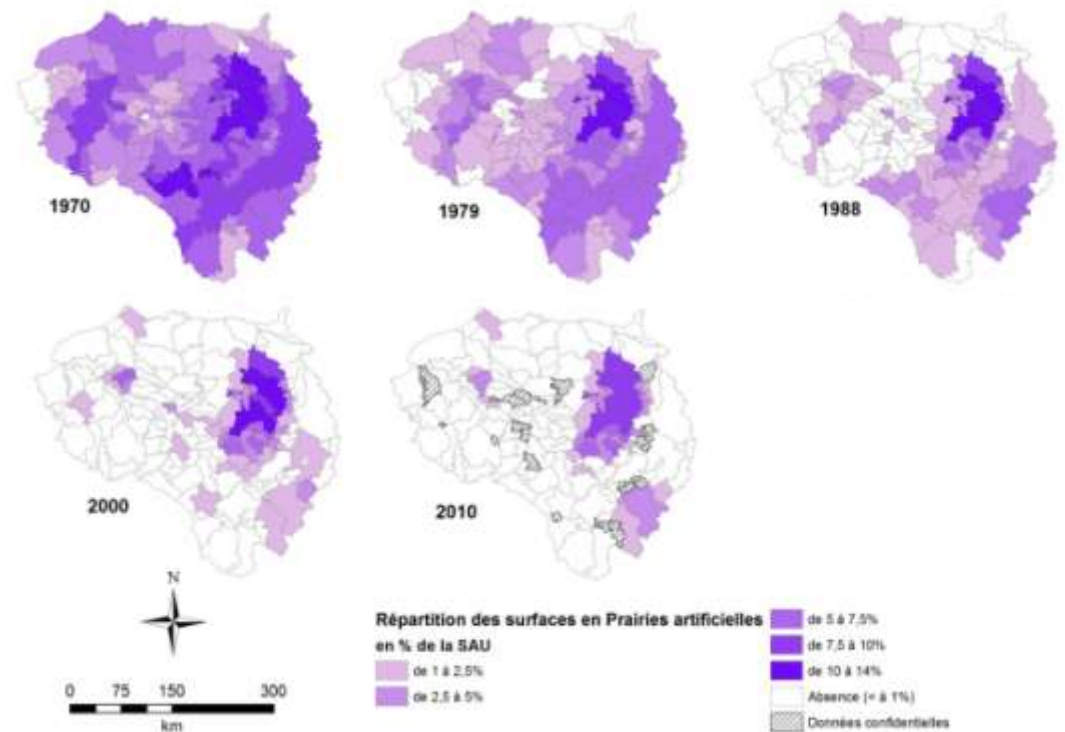 1970
1979
1988
2000
2010
N
0 75 150 300
km
Répartition des surfaces en Prairies artificielles
en % de la SAU
de 1 à 2,5%
de 2,5 à 5%
de 5 à 7,5%
de 7,5 à 10%
de 10 à 14%
Absence (< à 1%)
Données confidentielles